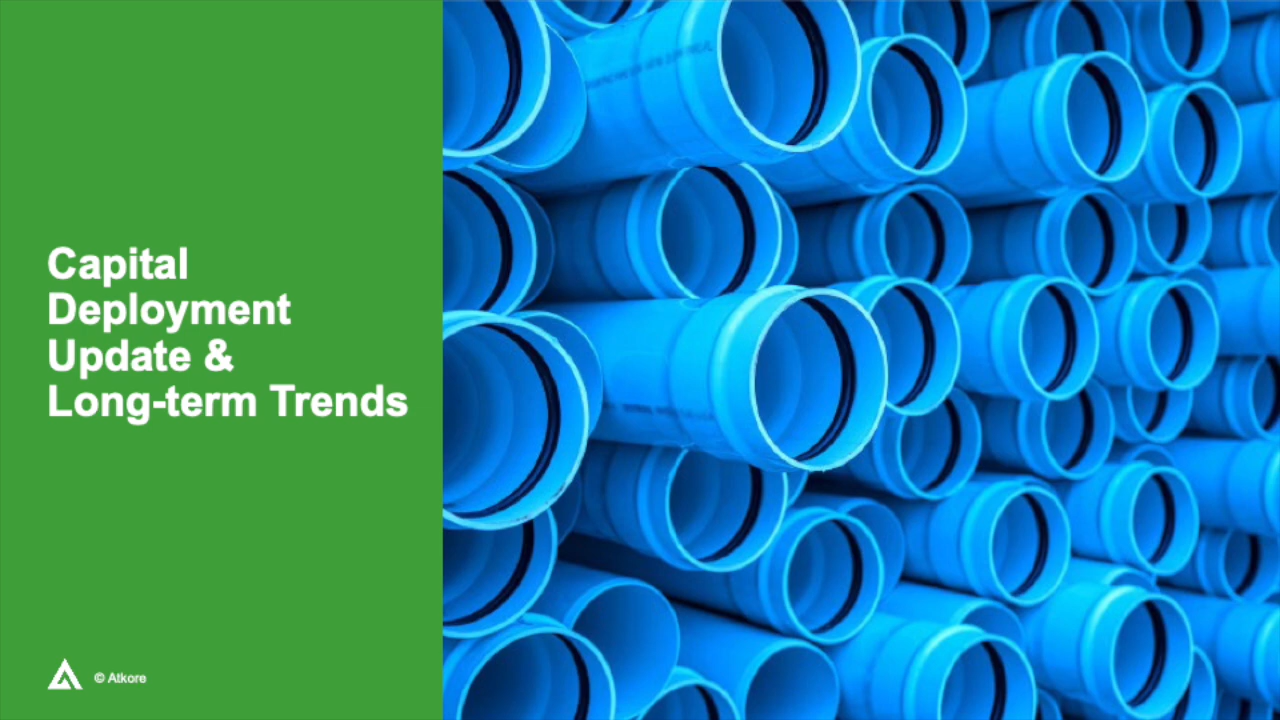 Capital
Deployment
Update &
Long-term Trends
© Atkore